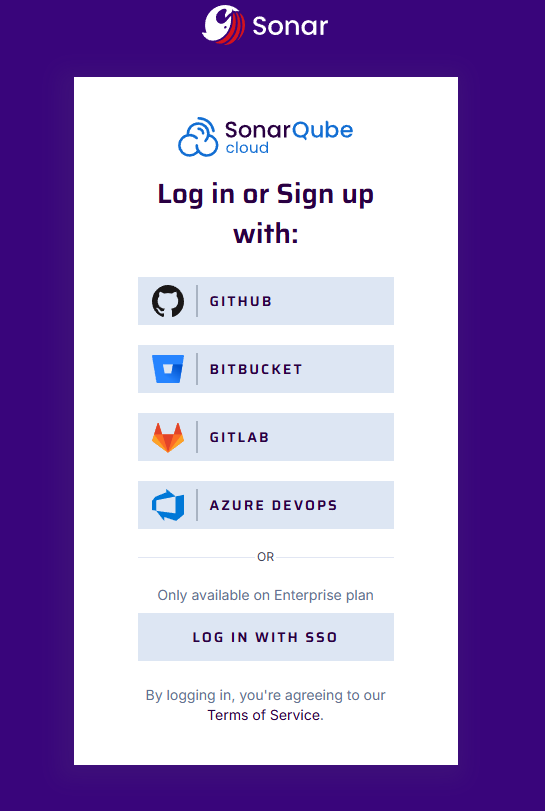 Sonar
SonarQube
cloud
Log in or Sign up
with:
GITHUB
BITBUCKET
GITLAB
AZURE DEVOPS
OR
Only available on Enterprise plan
LOG IN WITH SSO
By logging in, you're agreeing to our
Terms of Service.